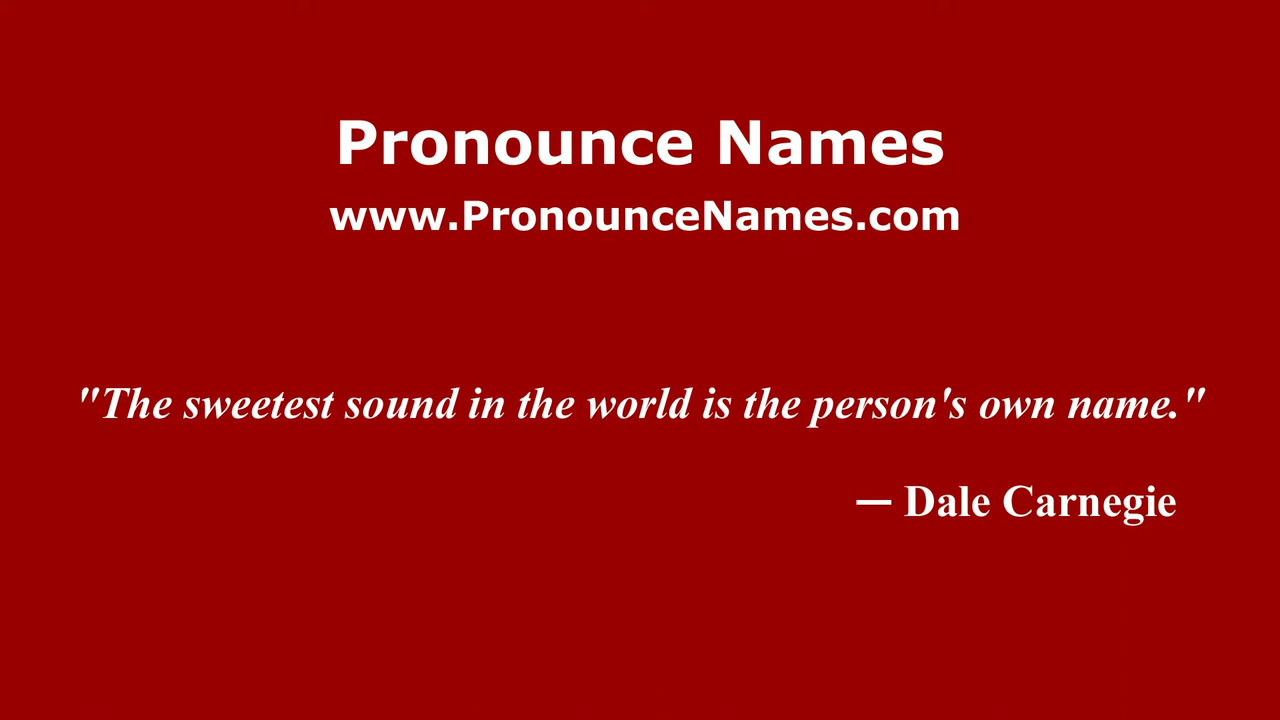 Pronounce Names
www.PronounceNames.com
"The sweetest sound in the world is the person's own name."
— Dale Carnegie